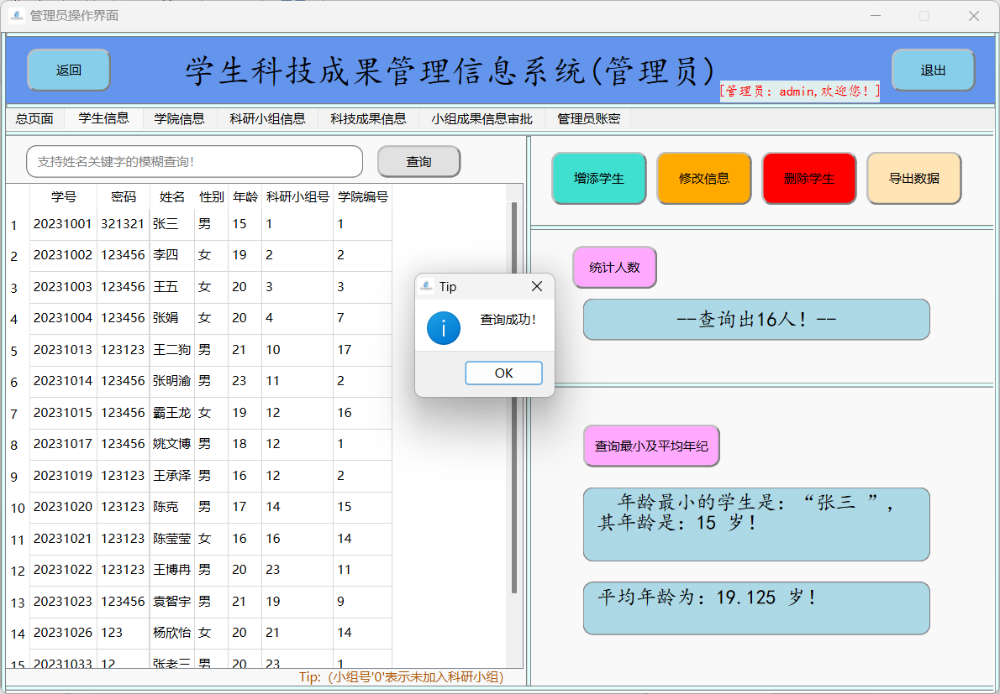 管理员操作界面
返回
学生科技成果管理信息系统(管理员)
[管理员: admin,欢迎您! ]
退出
总页面 学生信息 学院信息 科研小组信息 科技成果信息 小组成果信息审批 管理员账密
支持姓名关键字的模糊查询!
查询
学号 密码 姓名 性别 年龄 科研小组号 学院编号
1 20231001 321321 张三 男 15 1 1
2 20231002 123456 李四 女 19 2 2
3 20231003 123456 王五 女 20 3 3
4 20231004 123456 张娟 女 20 4 7
5 20231013 123123 王二狗 男 21 10 17
6 20231014 123456 张明渝 男 23 11 2
7 20231015 123456 霸王龙 女 19 12 16
8 20231017 123456 姚文博 男 18 12 1
9 20231019 123123 王承泽 男 16 12 2
10 20231020 123123 陈克 男 17 14 15
11 20231021 123123 陈莹莹 女 16 16 14
12 20231022 123123 王博冉 男 20 23 11
13 20231023 123456 袁智宇 男 21 19 9
14 20231026 123 杨欣怡 女 20 21 14
15 20231033 12 张老三 男 20 23 1
Tip:（小组号'0'表示未加入科研小组）
增添学生
修改信息
删除学生
导出数据
统计人数
--查询出16人! --
查询最小及平均年纪
年龄最小的学生是: “张三 ”,
其年龄是: 15 岁!
平均年龄为: 19.125 岁!
Tip
查询成功!
OK